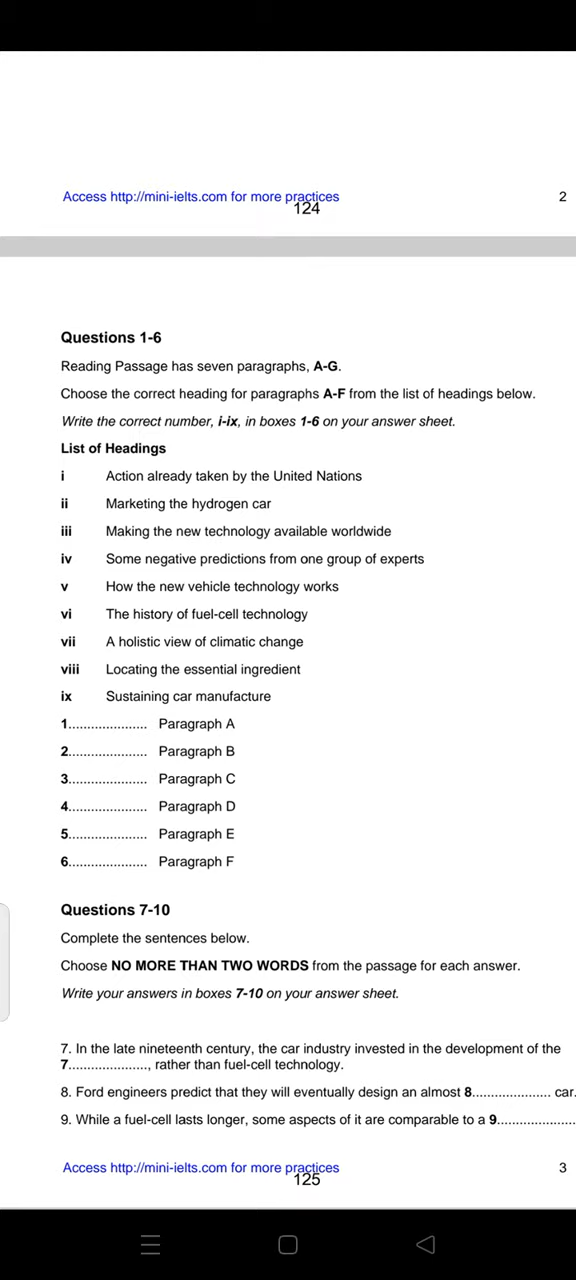 Access http://mini-ielts.com for more practices 2
124
Questions 1-6
Reading Passage has seven paragraphs, A-G.
Choose the correct heading for paragraphs A-F from the list of headings below.
Write the correct number, i-ix, in boxes 1-6 on your answer sheet.
List of Headings
i Action already taken by the United Nations
ii Marketing the hydrogen car
iii Making the new technology available worldwide
iv Some negative predictions from one group of experts
v How the new vehicle technology works
vi The history of fuel-cell technology
vii A holistic view of climatic change
viii Locating the essential ingredient
ix Sustaining car manufacture
1..................... Paragraph A
2..................... Paragraph B
3..................... Paragraph C
4..................... Paragraph D
5..................... Paragraph E
6..................... Paragraph F
Questions 7-10
Complete the sentences below.
Choose NO MORE THAN TWO WORDS from the passage for each answer.
Write your answers in boxes 7-10 on your answer sheet.
7. In the late nineteenth century, the car industry invested in the development of the
7....................., rather than fuel-cell technology.
8. Ford engineers predict that they will eventually design an almost 8..................... car.
9. While a fuel-cell lasts longer, some aspects of it are comparable to a 9.....................
Access http://mini-ielts.com for more practices 3
125